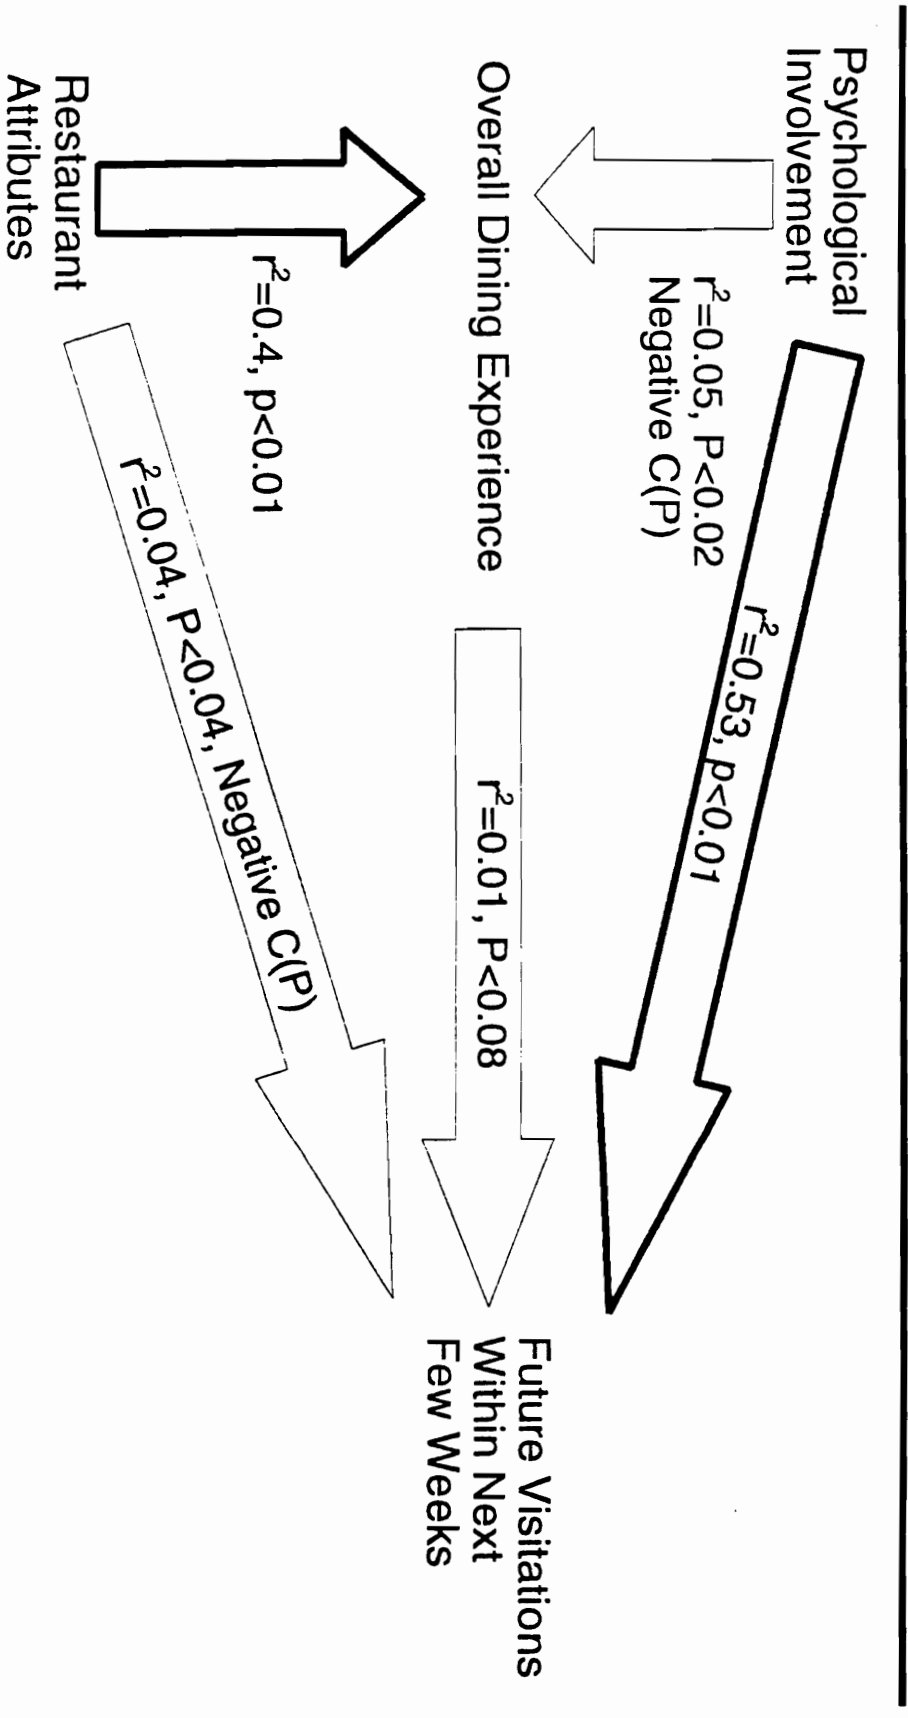 Psychological
Involvement
r²=0.53, p<0.01
r²=0.05, P<0.02
Negative C(P)
Overall Dining Experience
r²=0.01, P<0.08
Future Visitations
Within Next
Few Weeks
r²=0.4, p<0.01
r²=0.04, P<0.04, Negative C(P)
Restaurant
Attributes